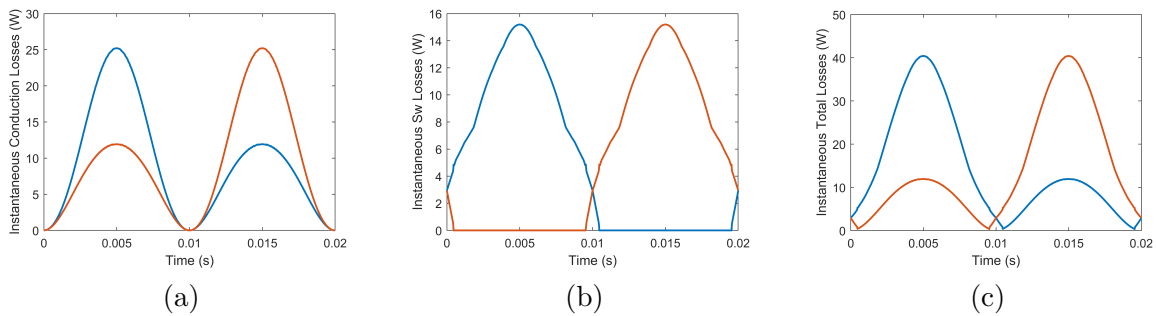 Instantaneous Conduction Losses (W)
30
25
20
15
10
5
0
0 0.005 0.01 0.015 0.02
Time (s)
(a)
Instantaneous Sw Losses (W)
16
14
12
10
8
6
4
2
0
0 0.005 0.01 0.015 0.02
Time (s)
(b)
Instantaneous Total Losses (W)
50
40
30
20
10
0
0 0.005 0.01 0.015 0.02
Time (s)
(c)